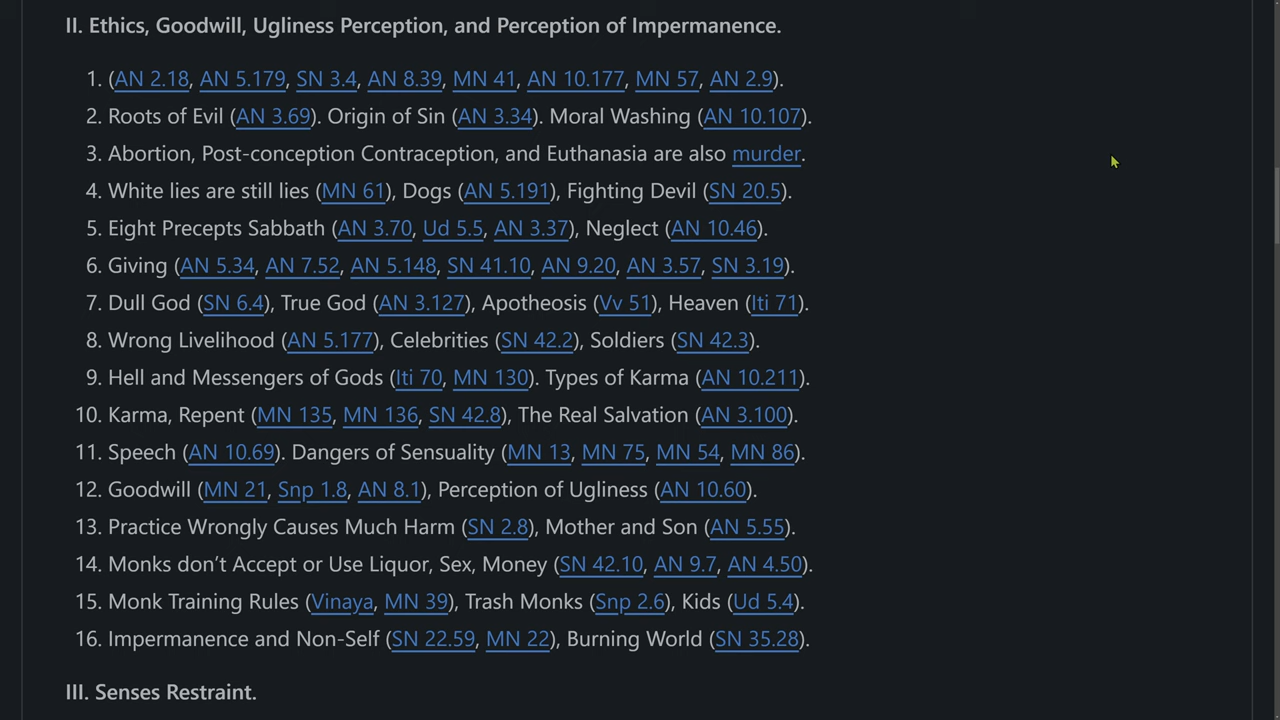 II. Ethics, Goodwill, Ugliness Perception, and Perception of Impermanence.
1. (AN 2.18, AN 5.179, SN 3.4, AN 8.39, MN 41, AN 10.177, MN 57, AN 2.9).
2. Roots of Evil (AN 3.69). Origin of Sin (AN 3.34). Moral Washing (AN 10.107).
3. Abortion, Post-conception Contraception, and Euthanasia are also murder.
4. White lies are still lies (MN 61), Dogs (AN 5.191), Fighting Devil (SN 20.5).
5. Eight Precepts Sabbath (AN 3.70, Ud 5.5, AN 3.37), Neglect (AN 10.46).
6. Giving (AN 5.34, AN 7.52, AN 5.148, SN 41.10, AN 9.20, AN 3.57, SN 3.19).
7. Dull God (SN 6.4), True God (AN 3.127), Apotheosis (Vv 51), Heaven (Iti 71).
8. Wrong Livelihood (AN 5.177), Celebrities (SN 42.2), Soldiers (SN 42.3).
9. Hell and Messengers of Gods (Iti 70, MN 130). Types of Karma (AN 10.211).
10. Karma, Repent (MN 135, MN 136, SN 42.8), The Real Salvation (AN 3.100).
11. Speech (AN 10.69). Dangers of Sensuality (MN 13, MN 75, MN 54, MN 86).
12. Goodwill (MN 21, Snp 1.8, AN 8.1), Perception of Ugliness (AN 10.60).
13. Practice Wrongly Causes Much Harm (SN 2.8), Mother and Son (AN 5.55).
14. Monks don't Accept or Use Liquor, Sex, Money (SN 42.10, AN 9.7, AN 4.50).
15. Monk Training Rules (Vinaya, MN 39), Trash Monks (Snp 2.6), Kids (Ud 5.4).
16. Impermanence and Non-Self (SN 22.59, MN 22), Burning World (SN 35.28).
III. Senses Restraint.